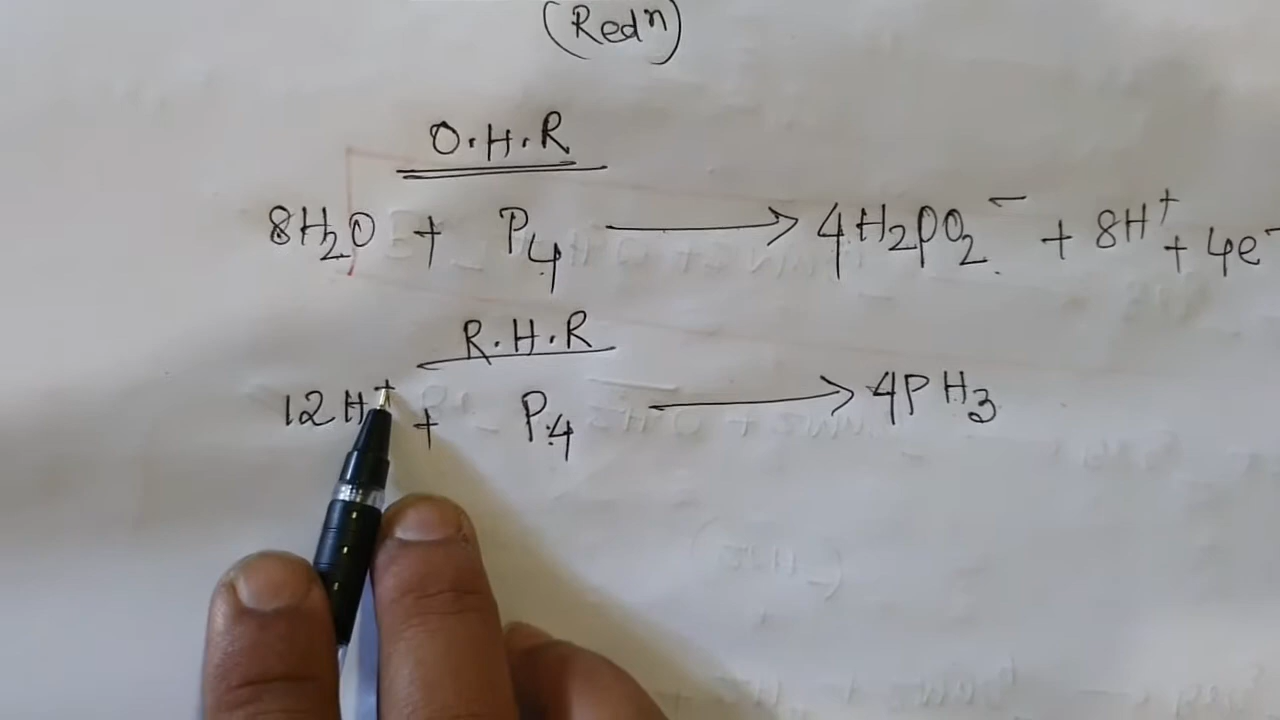 (Redⁿ)
O.H.R
8H₂O + P₄ ⟶ 4H₂PO₂⁻ + 8H⁺ + 4e⁻
R.H.R
12H⁺ + P₄ ⟶ 4PH₃